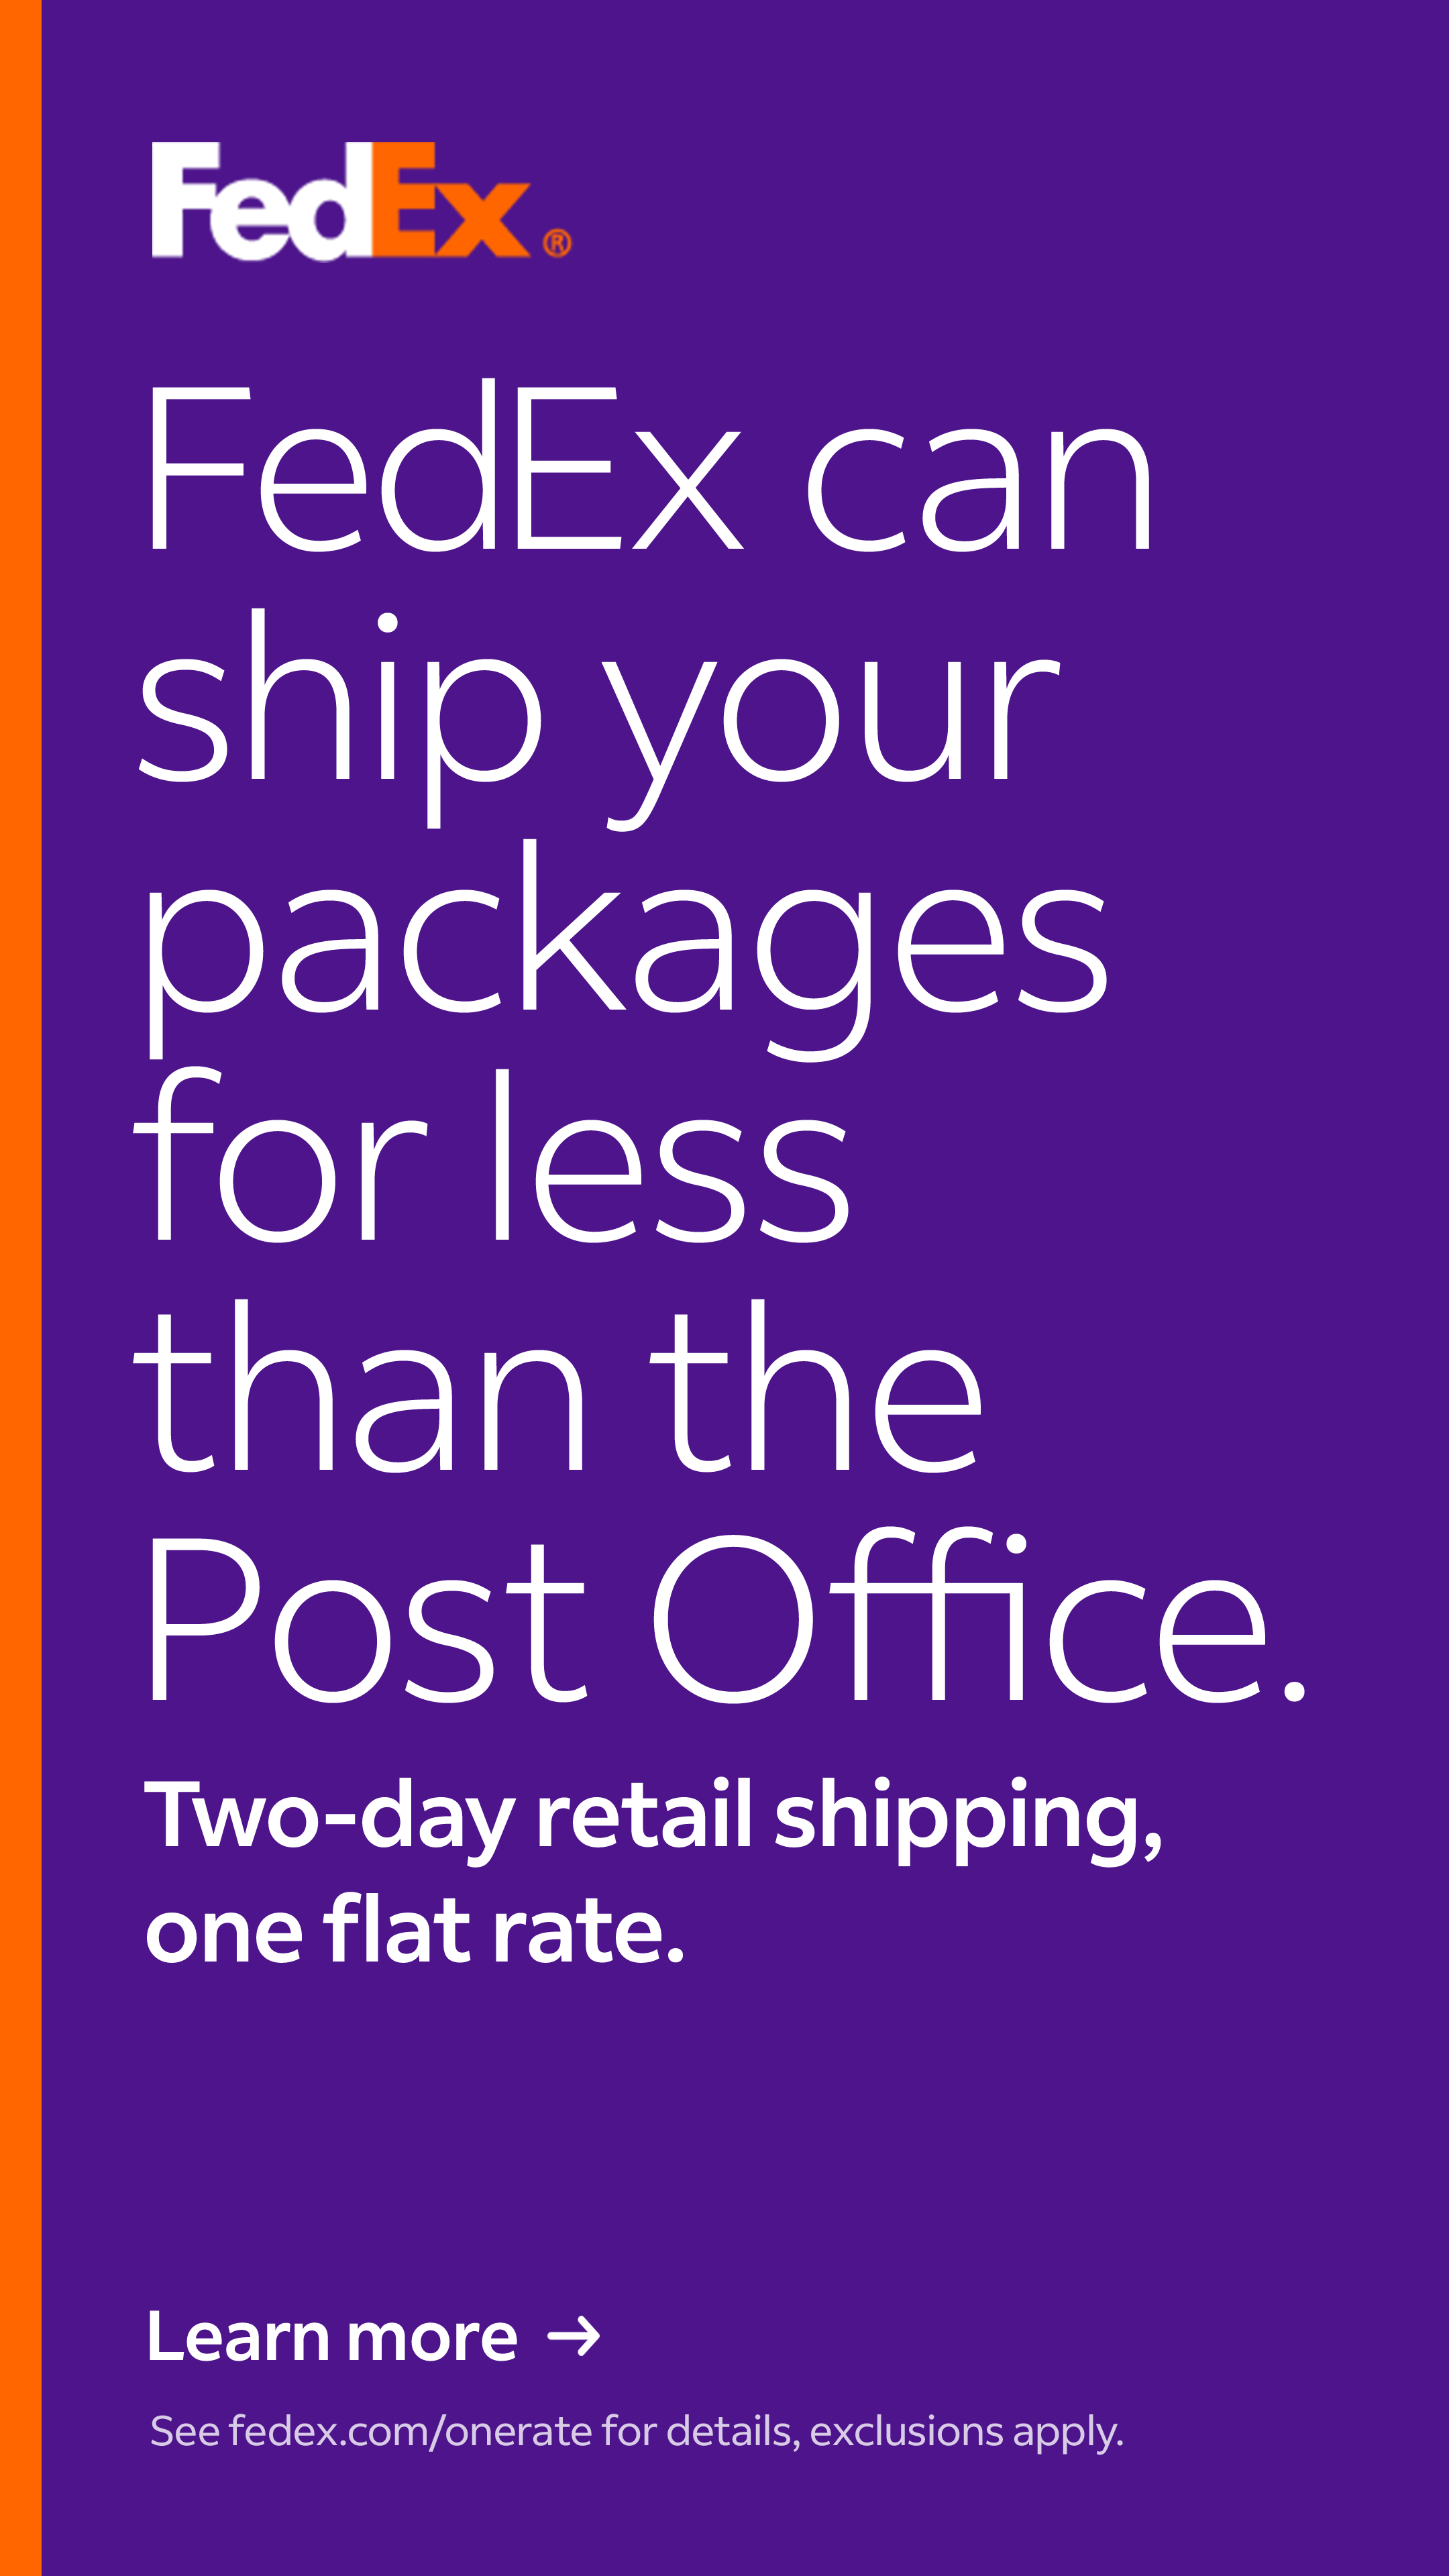 FedEx®
FedEx can
ship your
packages
for less
than the
Post Office.
Two-day retail shipping,
one flat rate.
Learn more →
See fedex.com/onerate for details, exclusions apply.